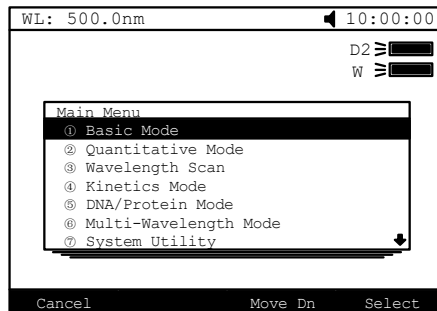 WL: 500.0nm 10:00:00
D2
W
Main Menu
① Basic Mode
② Quantitative Mode
③ Wavelength Scan
④ Kinetics Mode
⑤ DNA/Protein Mode
⑥ Multi-Wavelength Mode
⑦ System Utility
Cancel Move Dn Select